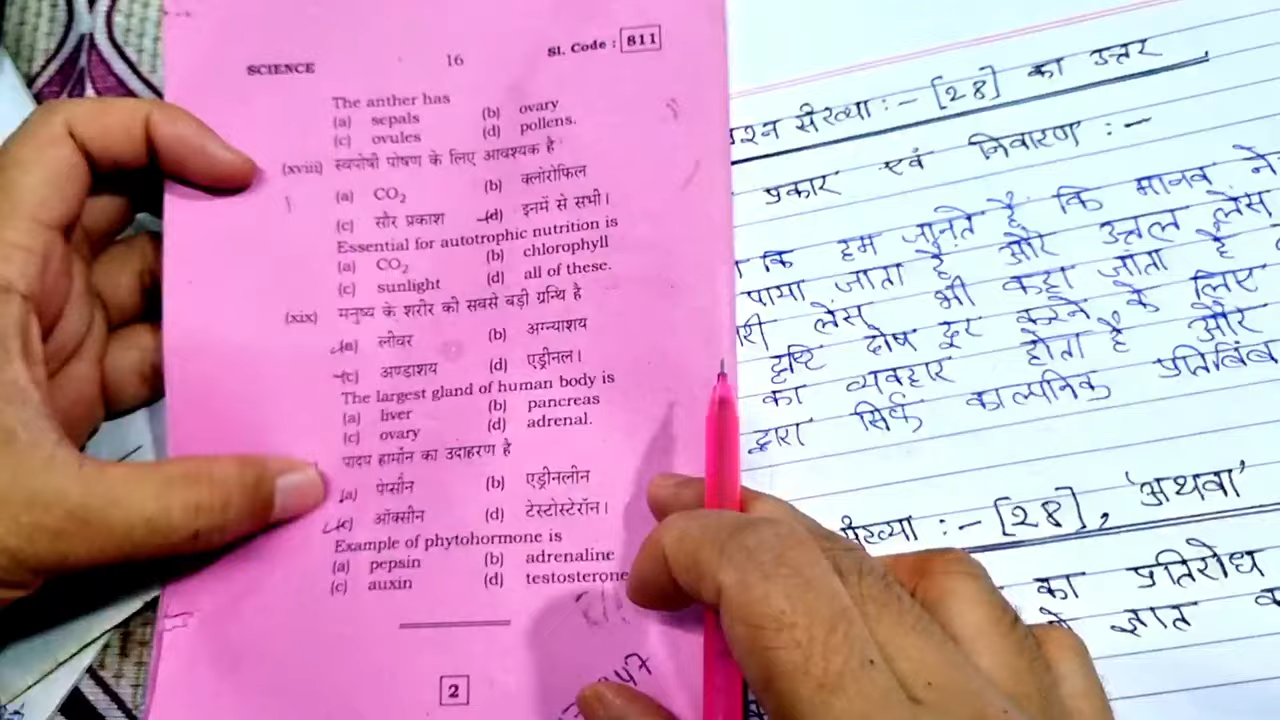 SCIENCE 16 Sl. Code : 811
The anther has
(a) sepals (b) ovary
(c) ovules (d) pollens.
(xviii) स्वपोषी पोषण के लिए आवश्यक है
(a) CO₂ (b) क्लोरोफिल
(c) सौर प्रकाश (d) इनमें से सभी।
Essential for autotrophic nutrition is
(a) CO₂ (b) chlorophyll
(c) sunlight (d) all of these.
(xix) मनुष्य के शरीर की सबसे बड़ी ग्रन्थि है
(a) लीवर (b) अग्न्याशय
(c) अण्डाशय (d) एड्रीनल।
The largest gland of human body is
(a) liver (b) pancreas
(c) ovary (d) adrenal.
पादप हार्मोन का उदाहरण है
(a) पेप्सीन (b) एड्रीनलीन
(c) ऑक्सीन (d) टेस्टोस्टेरॉन।
Example of phytohormone is
(a) pepsin (b) adrenaline
(c) auxin (d) testosterone
2
संख्या :- [28] का उत्तर
प्रकार एवं निवारण :-
कि हम जानते हैं कि मानव
पाया जाता है और उत्तल लेंस
लेंस भी कहा जाता है
दृष्टि दोष दूर करने के लिए
का व्यवहार होता है और
द्वारा सिर्फ काल्पनिक प्रतिबिंब
:- [28], 'अथवा'
का प्रतिरोध
ज्ञात